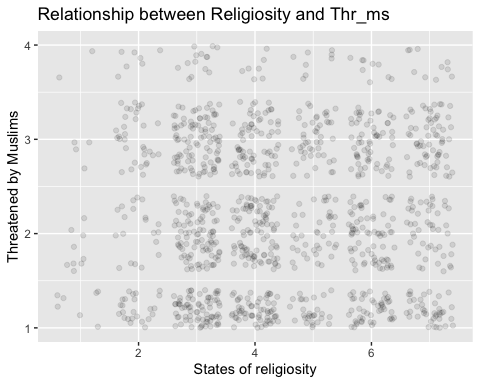 Relationship between Religiosity and Thr_ms
Threatened by Muslims
4
3
2
1
2 4 6
States of religiosity